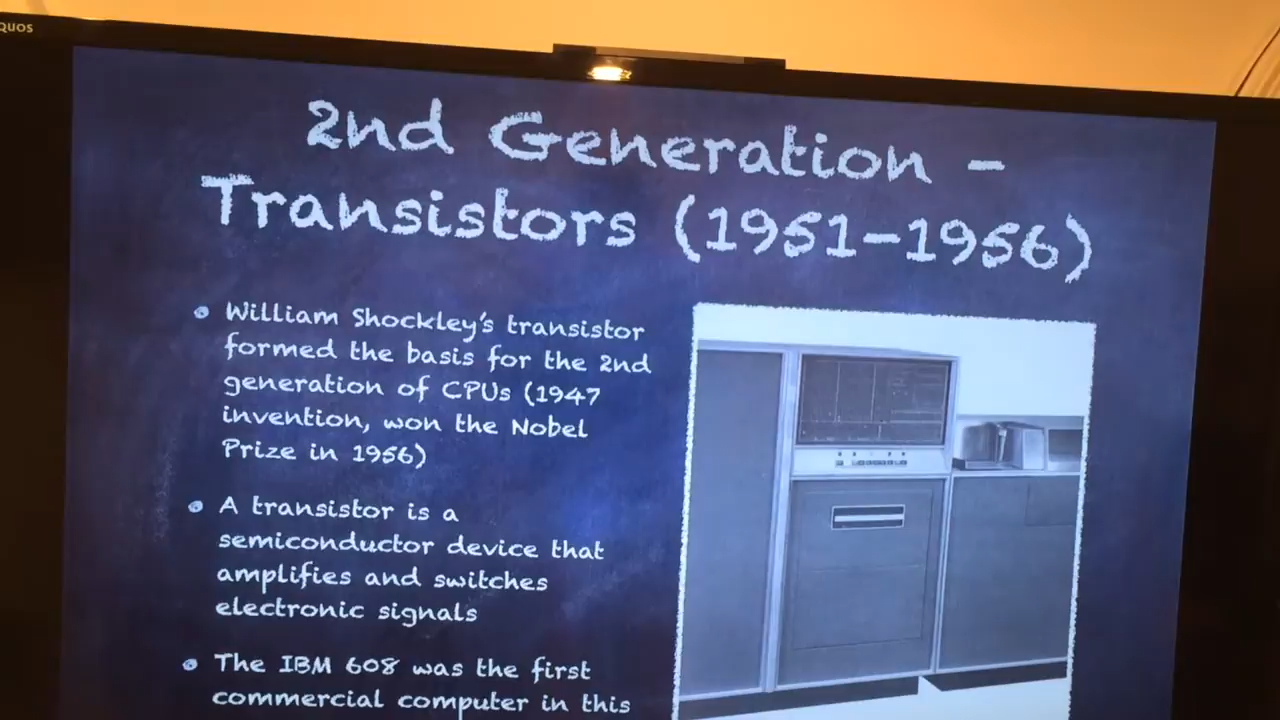 QUOS
2nd Generation –
Transistors (1951–1956)
William Shockley's transistor
formed the basis for the 2nd
generation of CPUs (1947
invention, won the Nobel
Prize in 1956)
A transistor is a
semiconductor device that
amplifies and switches
electronic signals
The IBM 608 was the first
commercial computer in this